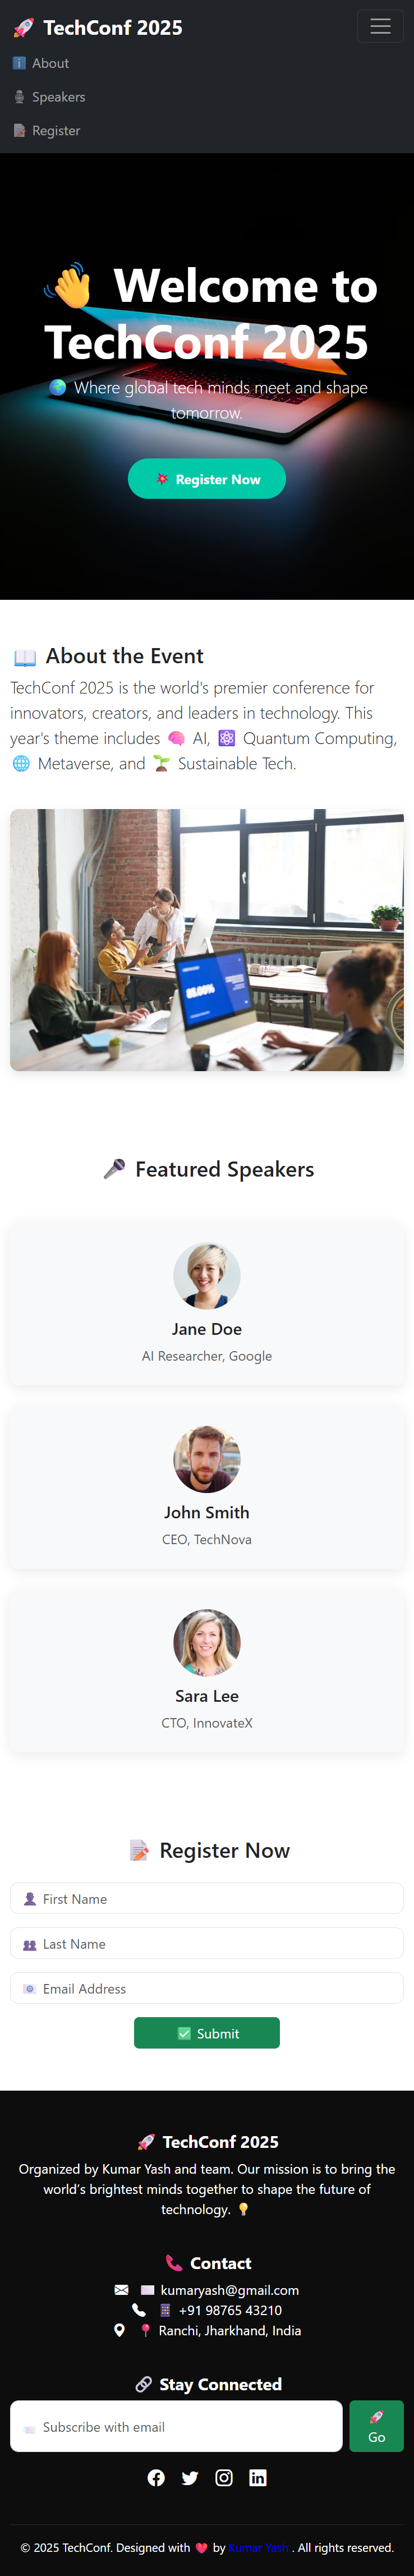 🚀 TechConf 2025
ℹ️ About
🎙️ Speakers
📝 Register
👋 Welcome to
TechConf 2025
🌍 Where global tech minds meet and shape
tomorrow.
💥 Register Now
📖 About the Event
TechConf 2025 is the world's premier conference for
innovators, creators, and leaders in technology. This
year's theme includes 🧠 AI, ⚛️ Quantum Computing,
🌐 Metaverse, and 🌱 Sustainable Tech.
🎤 Featured Speakers
Jane Doe
AI Researcher, Google
John Smith
CEO, TechNova
Sara Lee
CTO, InnovateX
📝 Register Now
👤 First Name
👥 Last Name
📧 Email Address
✅ Submit
🚀 TechConf 2025
Organized by Kumar Yash and team. Our mission is to bring the
world's brightest minds together to shape the future of
technology. 💡
📞 Contact
✉️ kumaryash@gmail.com
📱 +91 98765 43210
📍 Ranchi, Jharkhand, India
🔗 Stay Connected
📨 Subscribe with email
🚀
Go
© 2025 TechConf. Designed with ❤️ by Kumar Yash . All rights reserved.